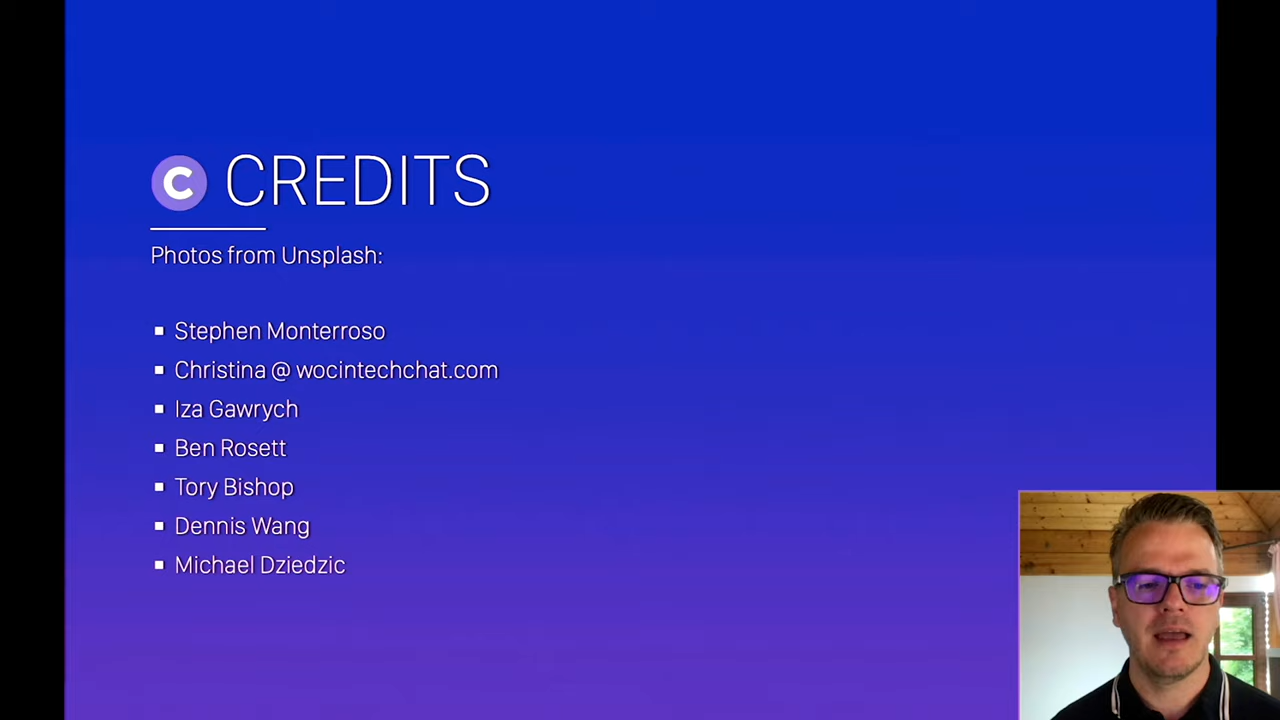 C CREDITS
Photos from Unsplash:
Stephen Monterroso
Christina @ wocintechchat.com
Iza Gawrych
Ben Rosett
Tory Bishop
Dennis Wang
Michael Dziedzic